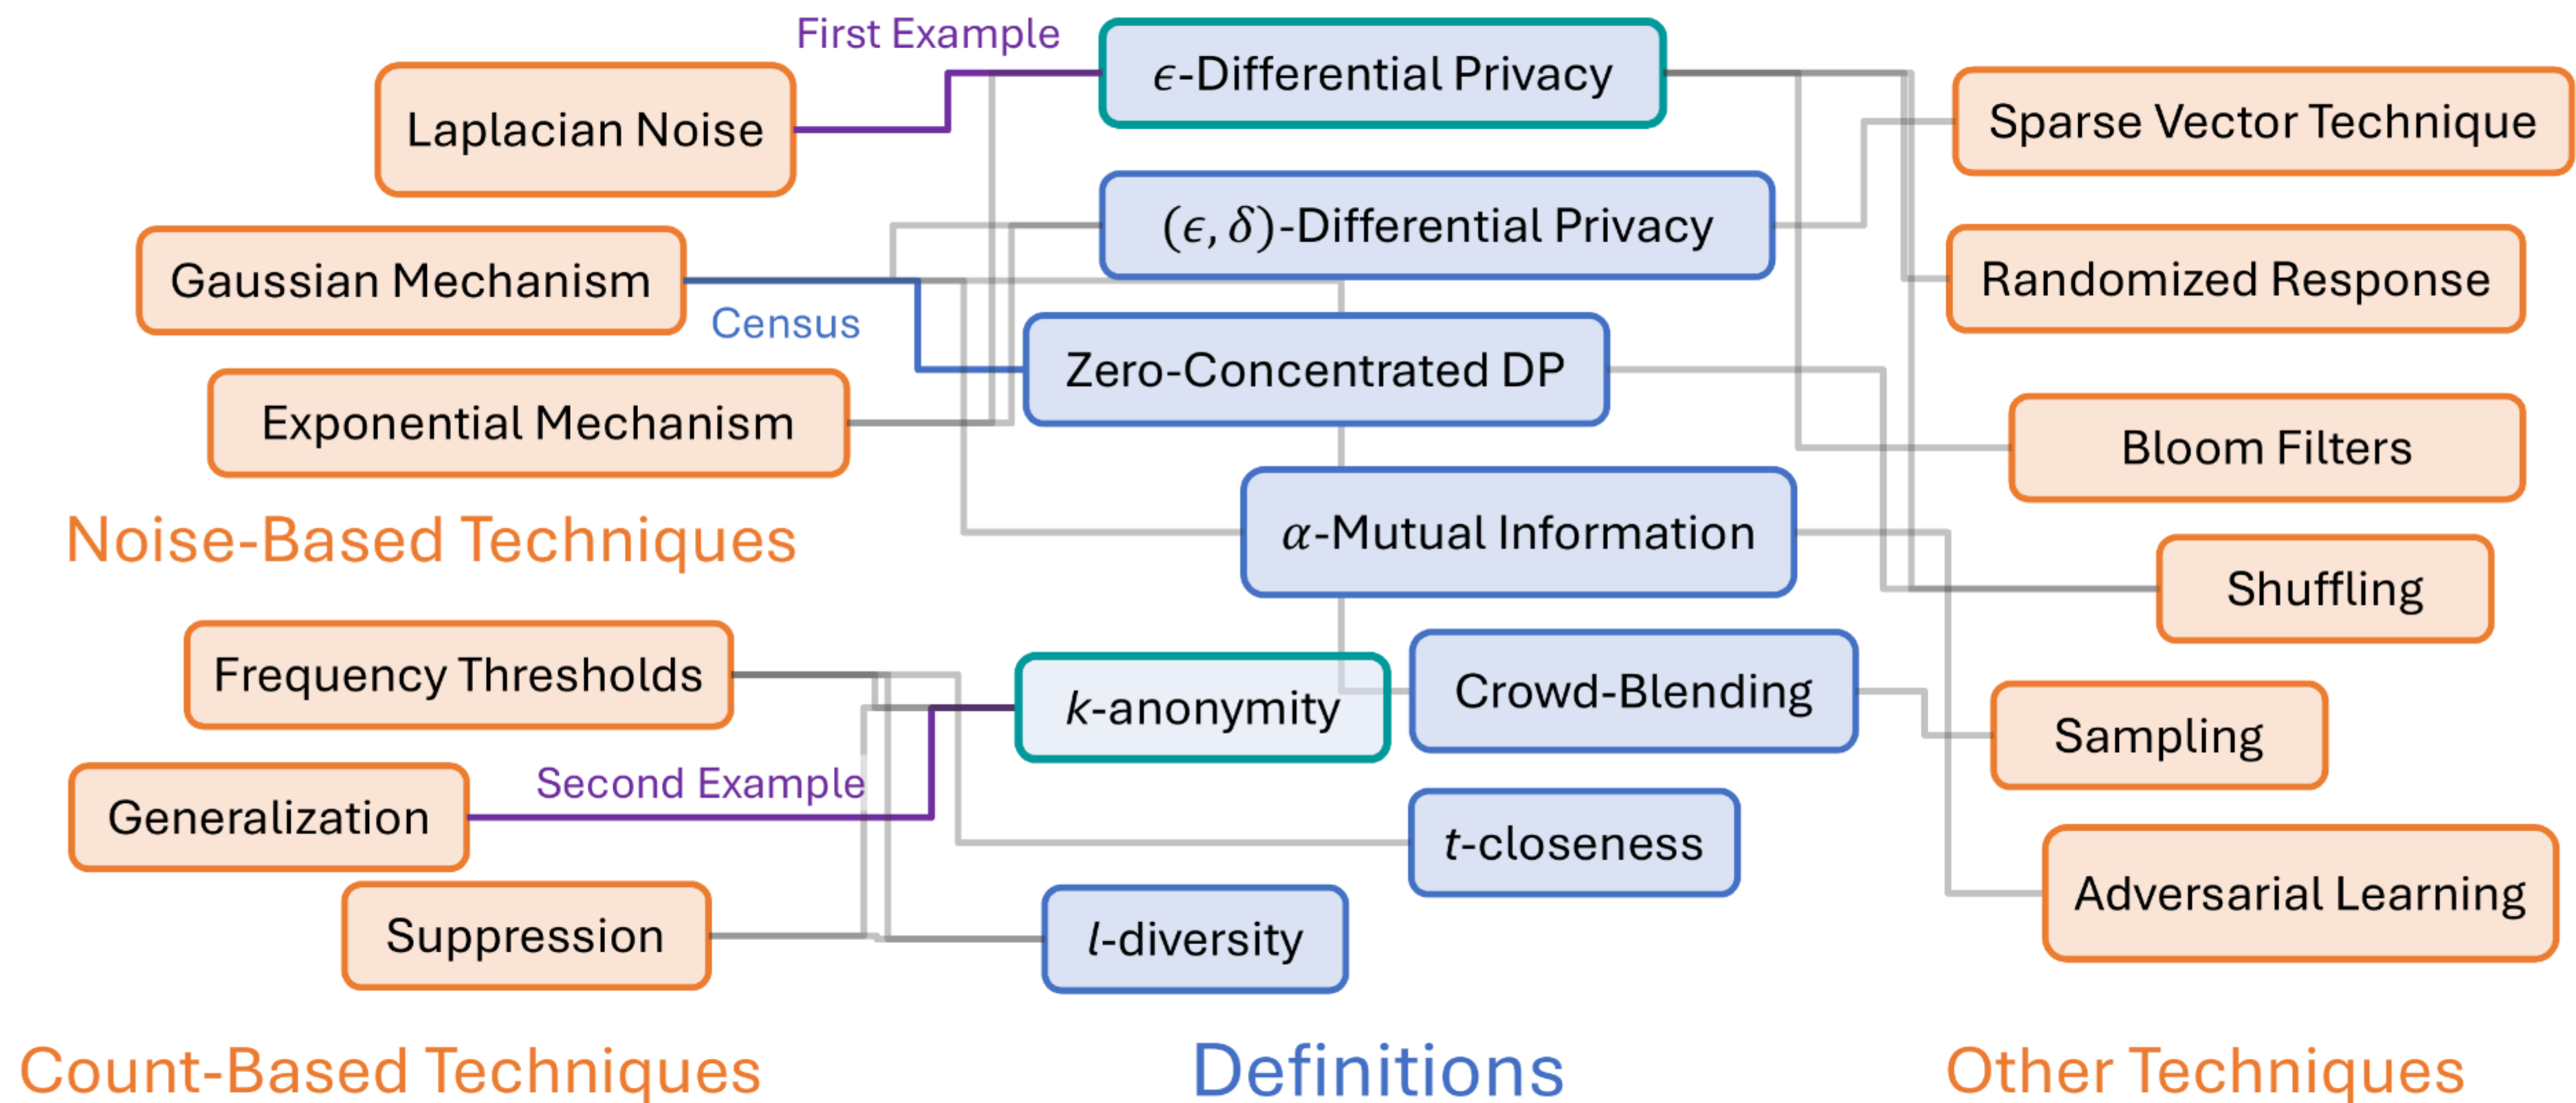 First Example
Laplacian Noise
Gaussian Mechanism
Census
Exponential Mechanism
Noise-Based Techniques
Frequency Thresholds
Second Example
Generalization
Suppression
Count-Based Techniques
ϵ-Differential Privacy
(ϵ, δ)-Differential Privacy
Zero-Concentrated DP
α-Mutual Information
k-anonymity
Crowd-Blending
t-closeness
l-diversity
Definitions
Sparse Vector Technique
Randomized Response
Bloom Filters
Shuffling
Sampling
Adversarial Learning
Other Techniques